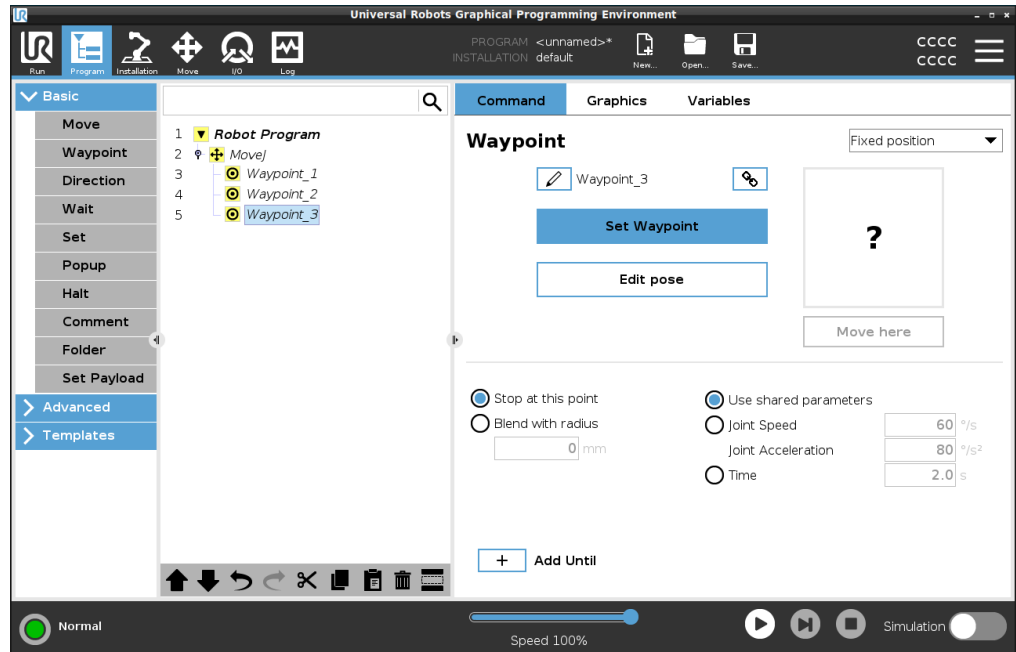 UR
Universal Robots Graphical Programming Environment
UR
Run
Program
Installation
Move
I/O
Log
PROGRAM <unnamed>*
INSTALLATION default
New...
Open...
Save...
CCCC
CCCC
Basic
Move
Waypoint
Direction
Wait
Set
Popup
Halt
Comment
Folder
Set Payload
Advanced
Templates
1 Robot Program
2 MoveJ
3 Waypoint_1
4 Waypoint_2
5 Waypoint_3
Command Graphics Variables
Waypoint
Fixed position
Waypoint_3
Set Waypoint
Edit pose
?
Move here
Stop at this point
Blend with radius
0 mm
Use shared parameters
Joint Speed 60 °/s
Joint Acceleration 80 °/s²
Time 2.0 s
+ Add Until
Normal
Speed 100%
Simulation